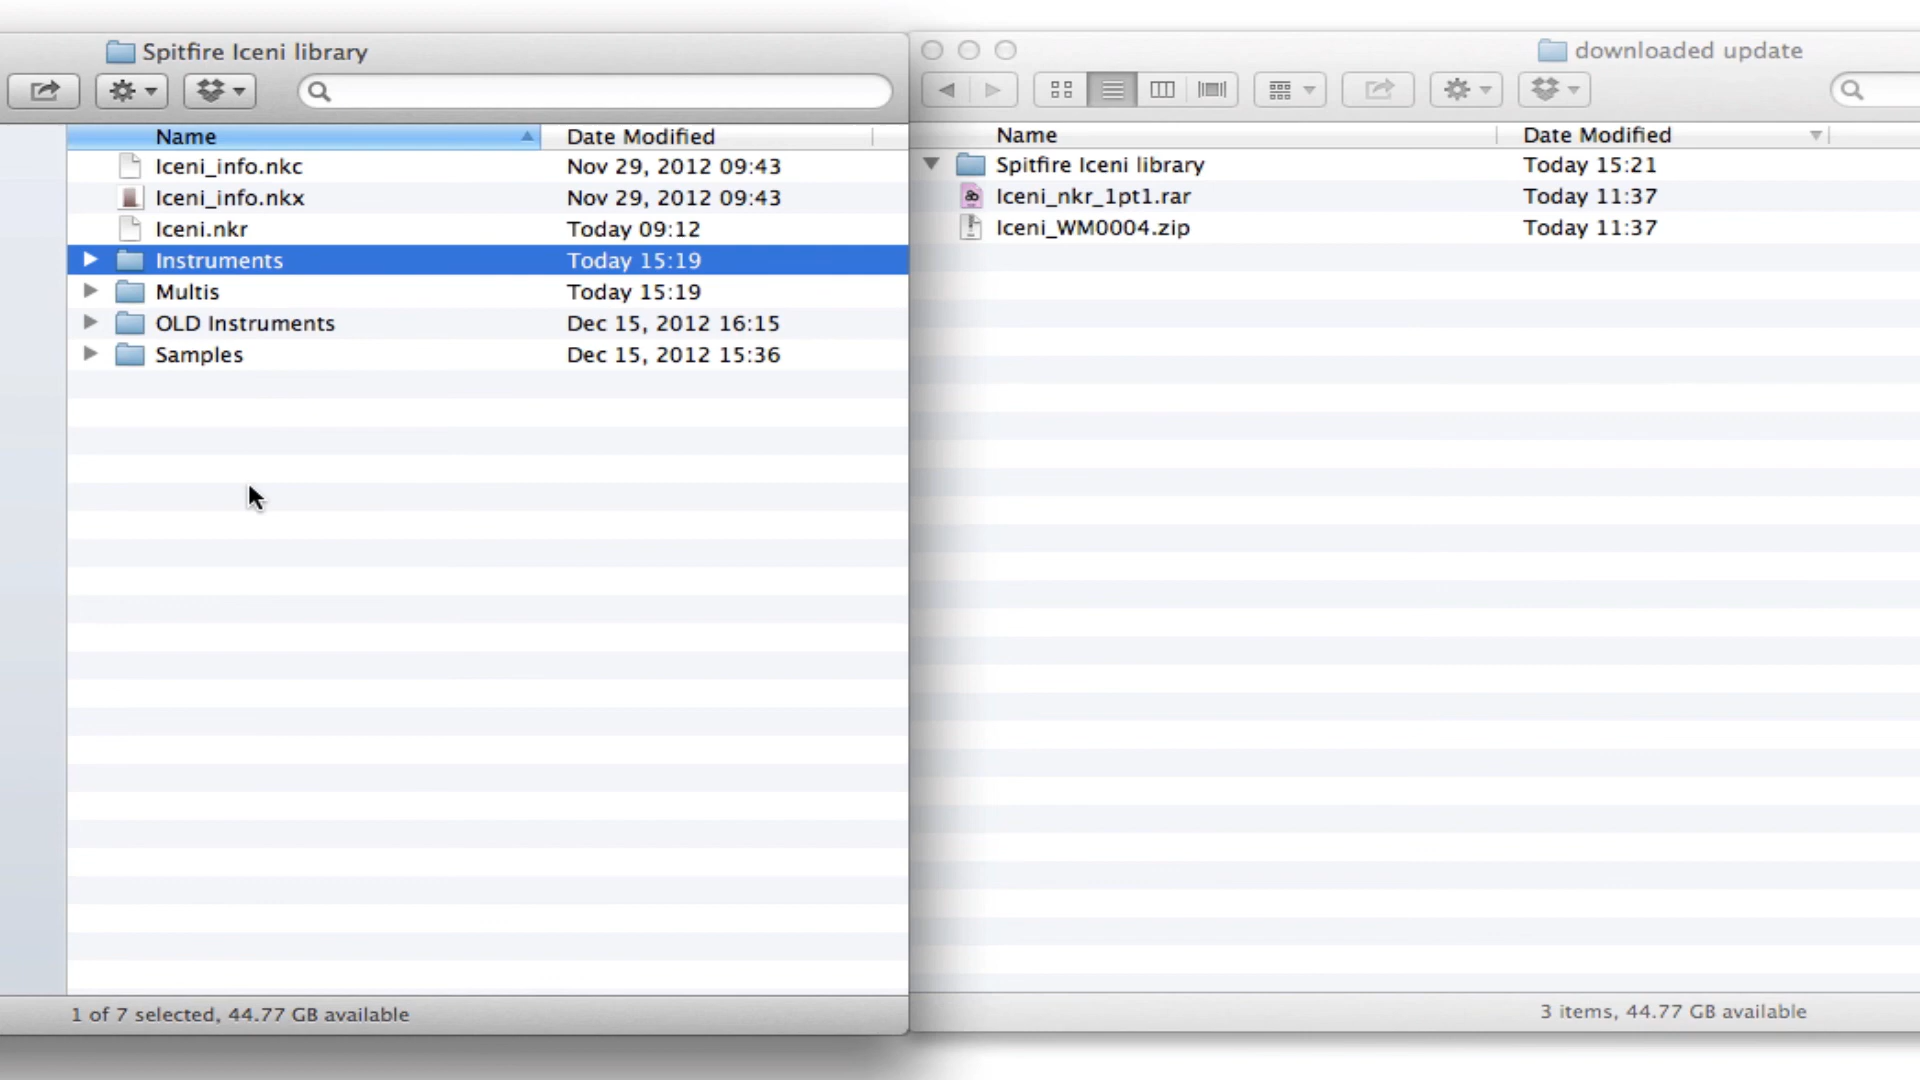 Spitfire Iceni library
Name Date Modified
Iceni_info.nkc Nov 29, 2012 09:43
Iceni_info.nkx Nov 29, 2012 09:43
Iceni.nkr Today 09:12
Instruments Today 15:19
Multis Today 15:19
OLD Instruments Dec 15, 2012 16:15
Samples Dec 15, 2012 15:36
1 of 7 selected, 44.77 GB available
downloaded update
Name Date Modified
Spitfire Iceni library Today 15:21
Iceni_nkr_1pt1.rar Today 11:37
Iceni_WM0004.zip Today 11:37
3 items, 44.77 GB available